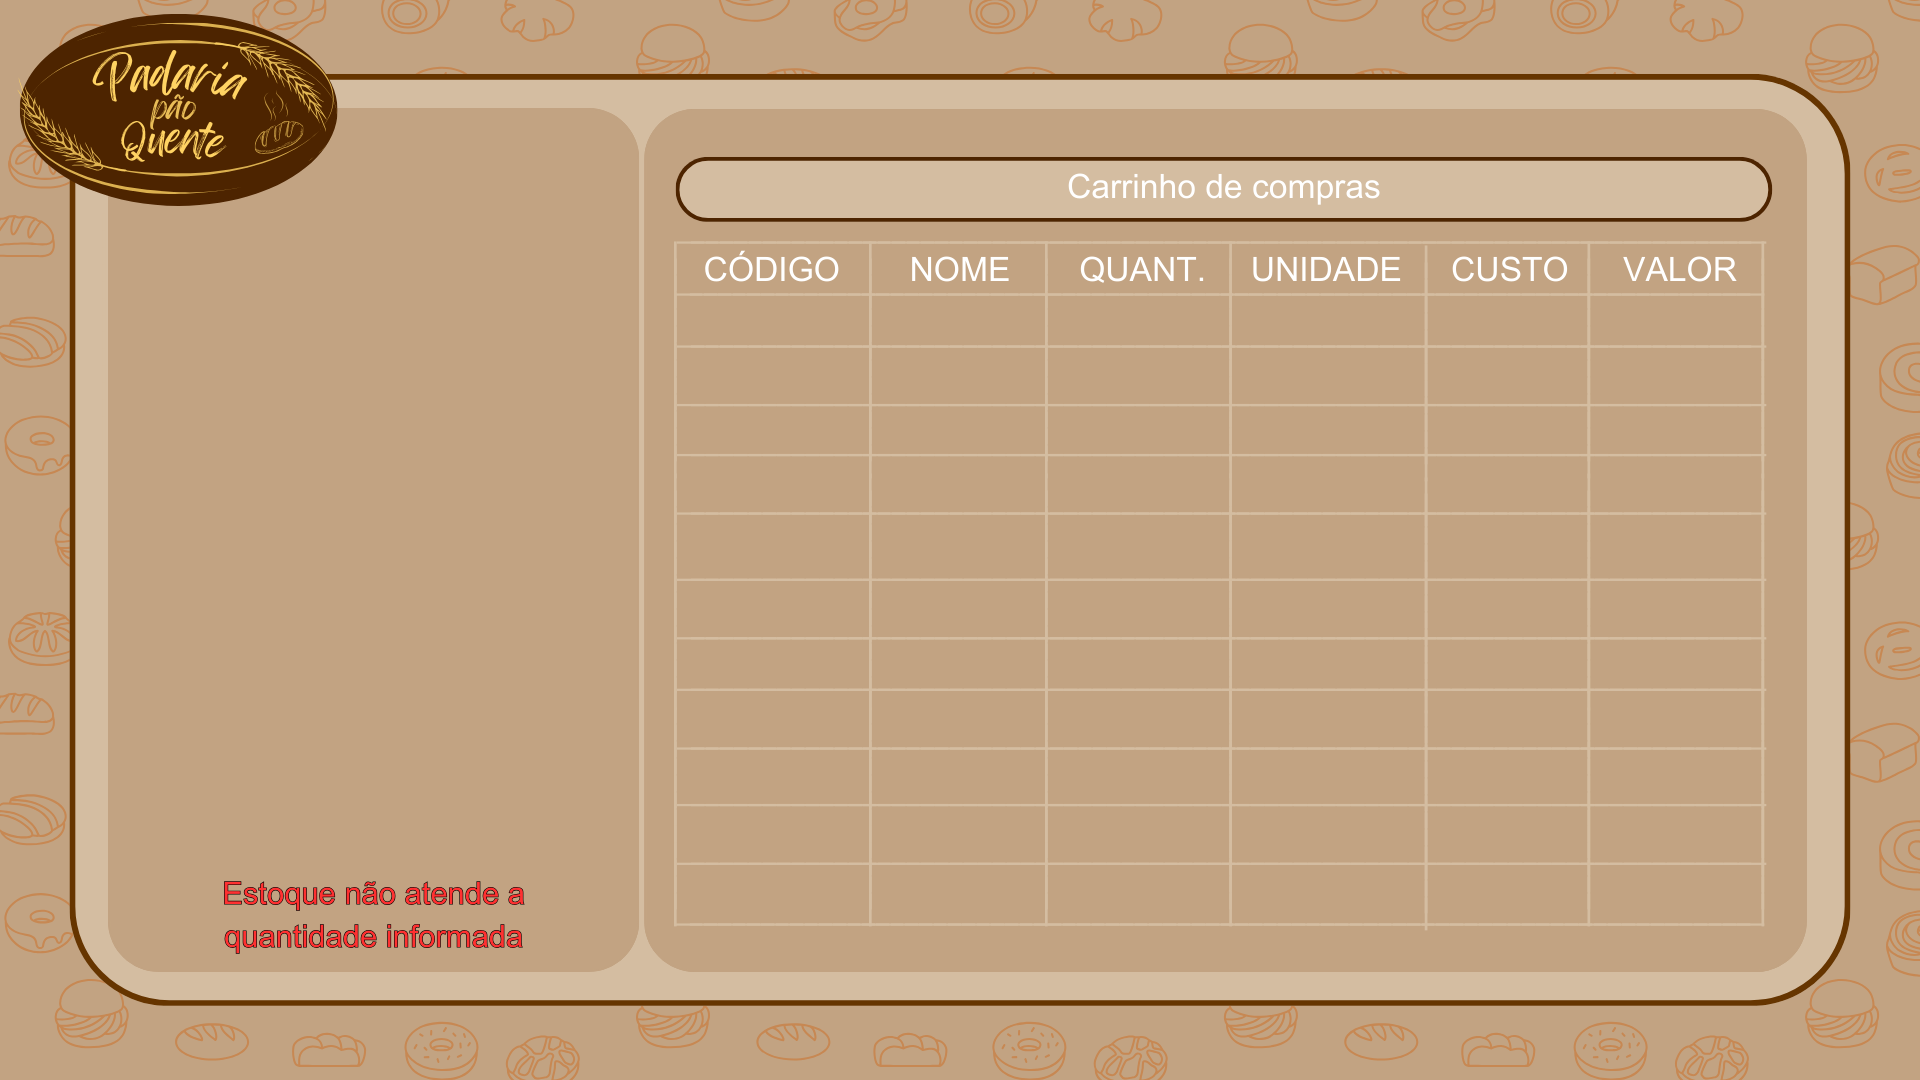 Padaria
pão
Quente
Carrinho de compras
CÓDIGO NOME QUANT. UNIDADE CUSTO VALOR
Estoque não atende a
quantidade informada